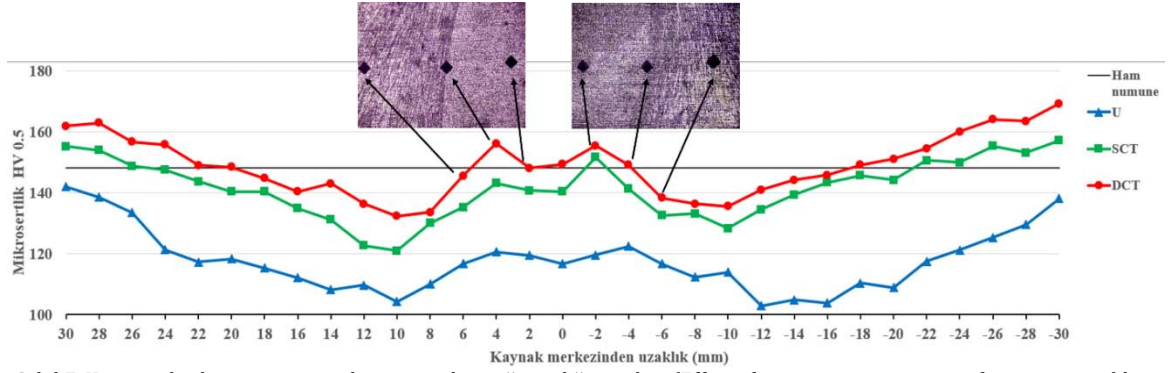 180
160
140
120
100
Mikrosertlik HV 0.5
30 28 26 24 22 20 18 16 14 12 10 8 6 4 2 0 -2 -4 -6 -8 -10 -12 -14 -16 -18 -20 -22 -24 -26 -28 -30
Kaynak merkezinden uzaklık (mm)
Ham
numune
U
SCT
DCT